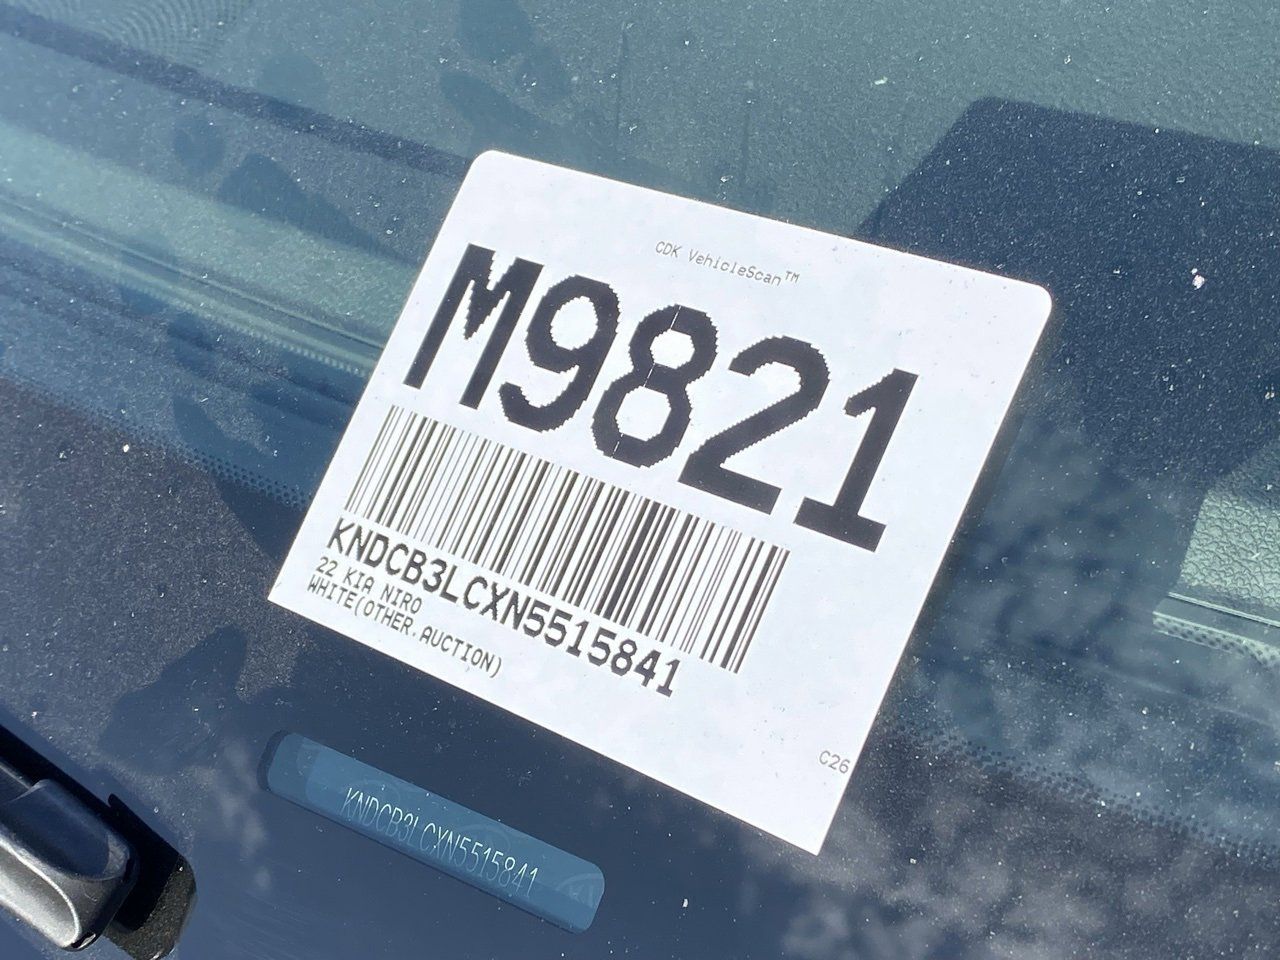 CDK VehicleScan™
M9821
KNDCB3LCXN5515841
22 KIA NIRO
WHITE(OTHER.AUCTION)
C26
KNDCB3LCXN5515841